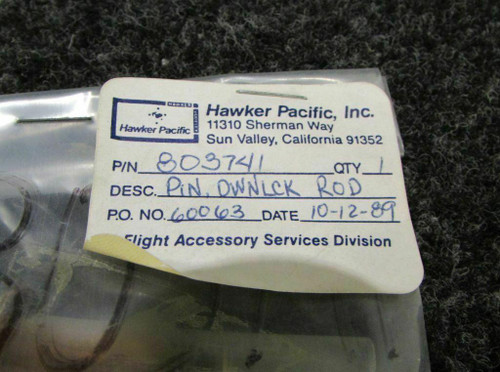 HAWKER
Hawker Pacific
Hawker Pacific, Inc.
11310 Sherman Way
Sun Valley, California 91352
P/N 803741 QTY 1
DESC. PIN, DWNLCK ROD
P.O. NO. 60063 DATE 10-12-89
Flight Accessory Services Division